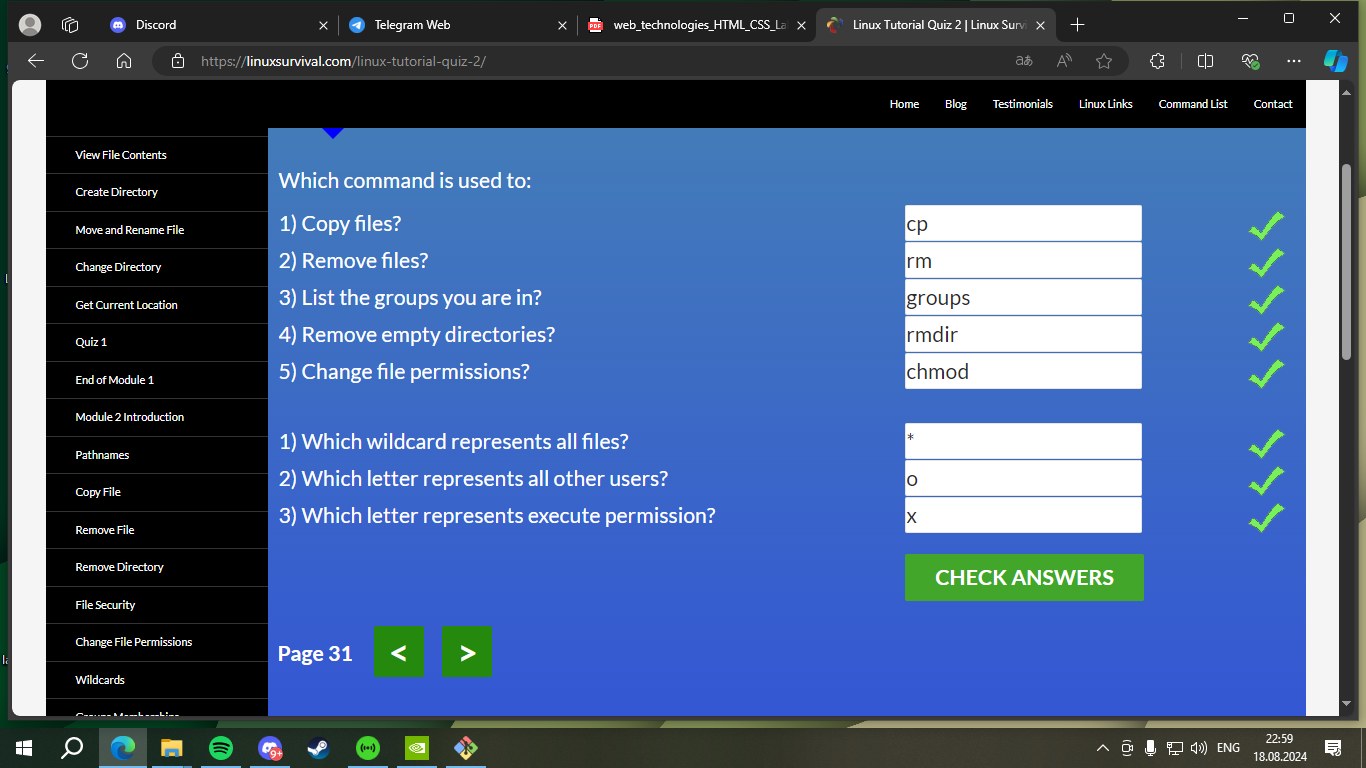 Discord
Telegram Web
web_technologies_HTML_CSS_La
Linux Tutorial Quiz 2 | Linux Surv
https://linuxsurvival.com/linux-tutorial-quiz-2/
Home Blog Testimonials Linux Links Command List Contact
View File Contents
Create Directory
Move and Rename File
Change Directory
Get Current Location
Quiz 1
End of Module 1
Module 2 Introduction
Pathnames
Copy File
Remove File
Remove Directory
File Security
Change File Permissions
Wildcards
Groups Memberships
Which command is used to:
1) Copy files? cp
2) Remove files? rm
3) List the groups you are in? groups
4) Remove empty directories? rmdir
5) Change file permissions? chmod
1) Which wildcard represents all files? *
2) Which letter represents all other users? o
3) Which letter represents execute permission? x
CHECK ANSWERS
Page 31 < >
9+
ENG
22:59
18.08.2024